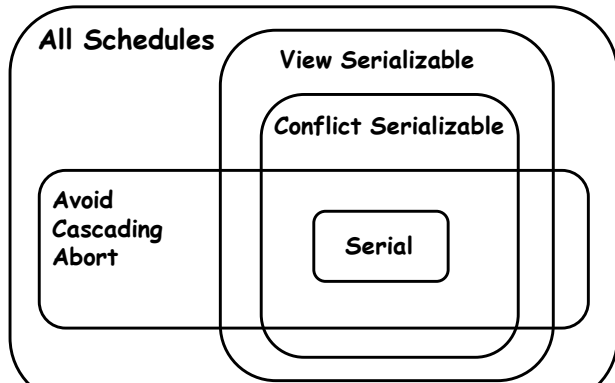 All Schedules
View Serializable
Conflict Serializable
Avoid
Cascading
Abort
Serial